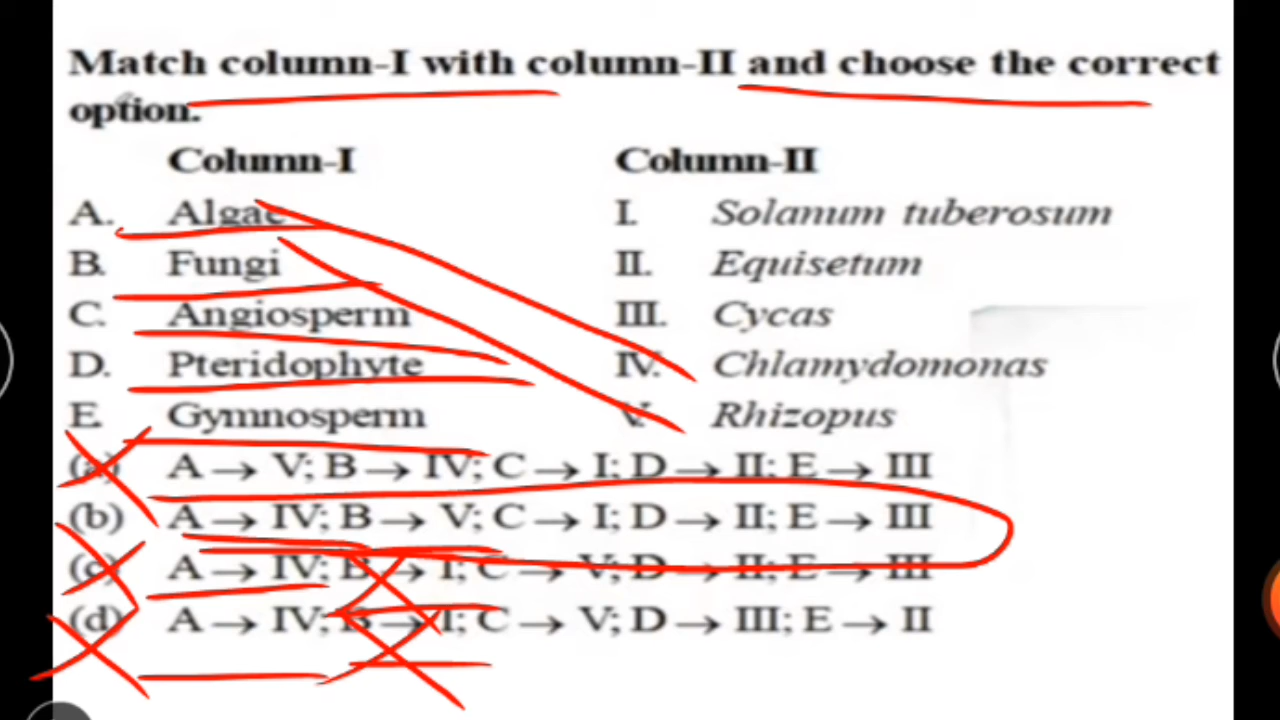 Match column-I with column-II and choose the correct
option.
Column-I Column-II
A. Algae I. Solanum tuberosum
B. Fungi II. Equisetum
C. Angiosperm III. Cycas
D. Pteridophyte IV. Chlamydomonas
E. Gymnosperm V. Rhizopus
(a) A → V; B → IV; C → I; D → II; E → III
(b) A → IV; B → V; C → I; D → II; E → III
(c) A → IV; B → I; C → V; D → II; E → III
(d) A → IV; B → I; C → V; D → III; E → II